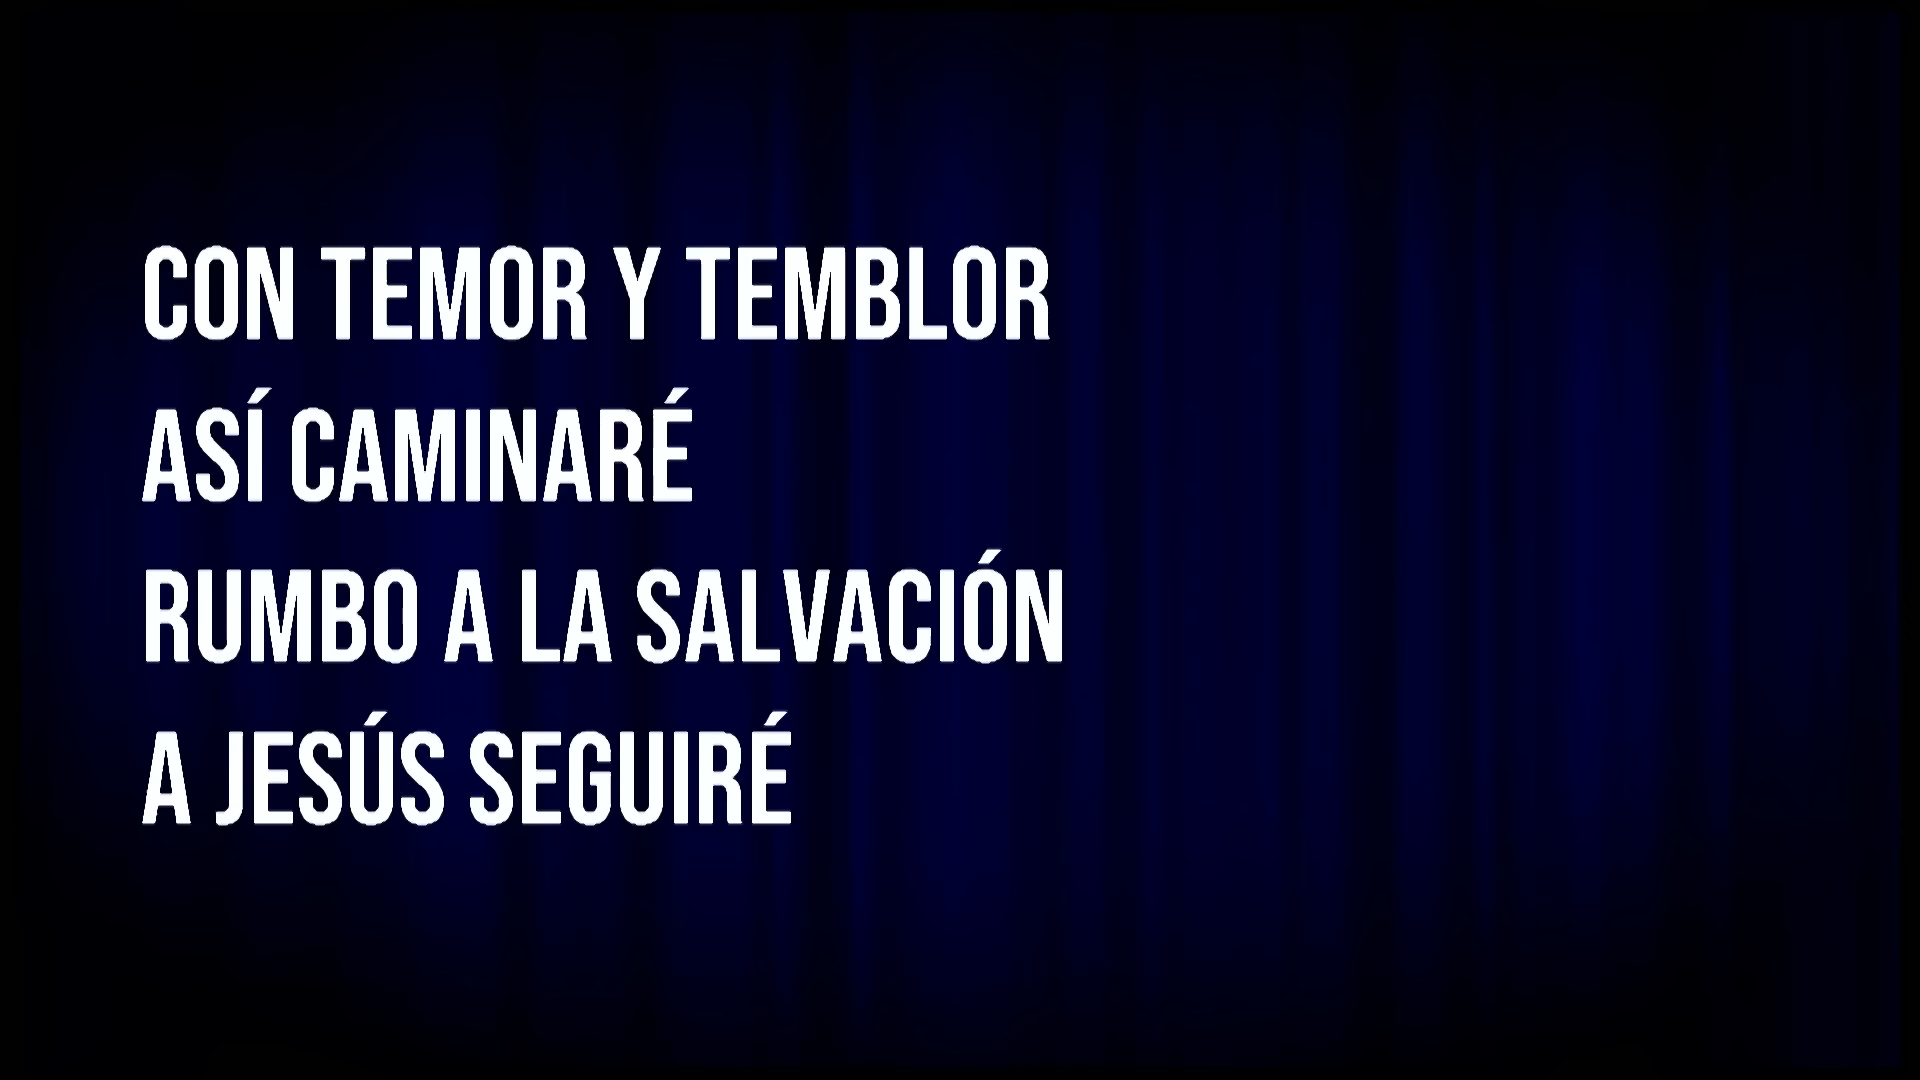 CON TEMOR Y TEMBLOR
ASÍ CAMINARÉ
RUMBO A LA SALVACIÓN
A JESÚS SEGUIRÉ